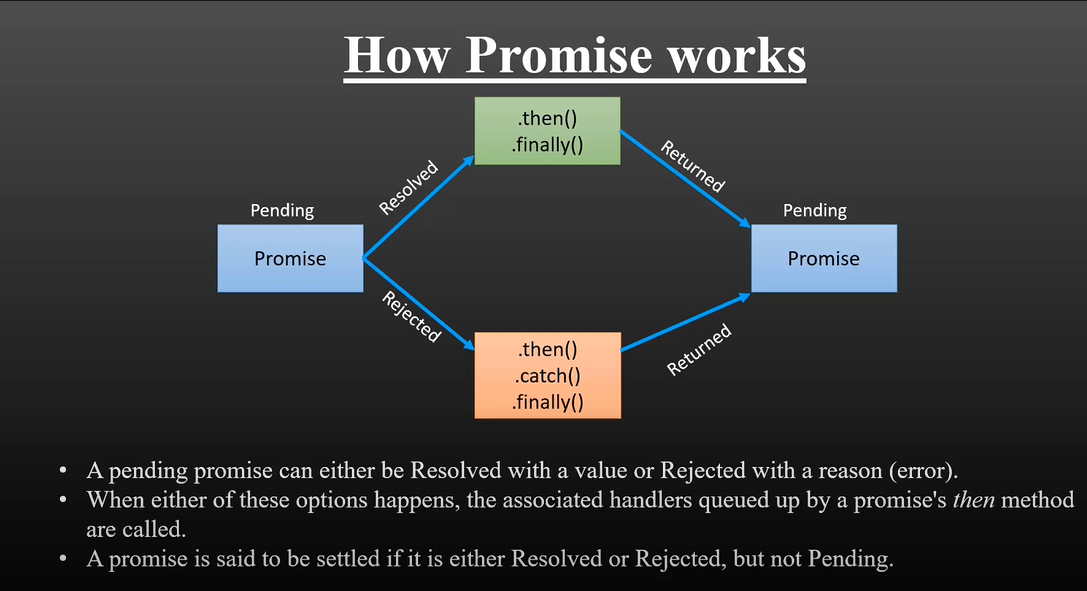 How Promise works
.then()
.finally()
Resolved
Returned
Pending
Promise
Pending
Promise
Rejected
Returned
.then()
.catch()
.finally()
• A pending promise can either be Resolved with a value or Rejected with a reason (error).
• When either of these options happens, the associated handlers queued up by a promise's then method
are called.
• A promise is said to be settled if it is either Resolved or Rejected, but not Pending.